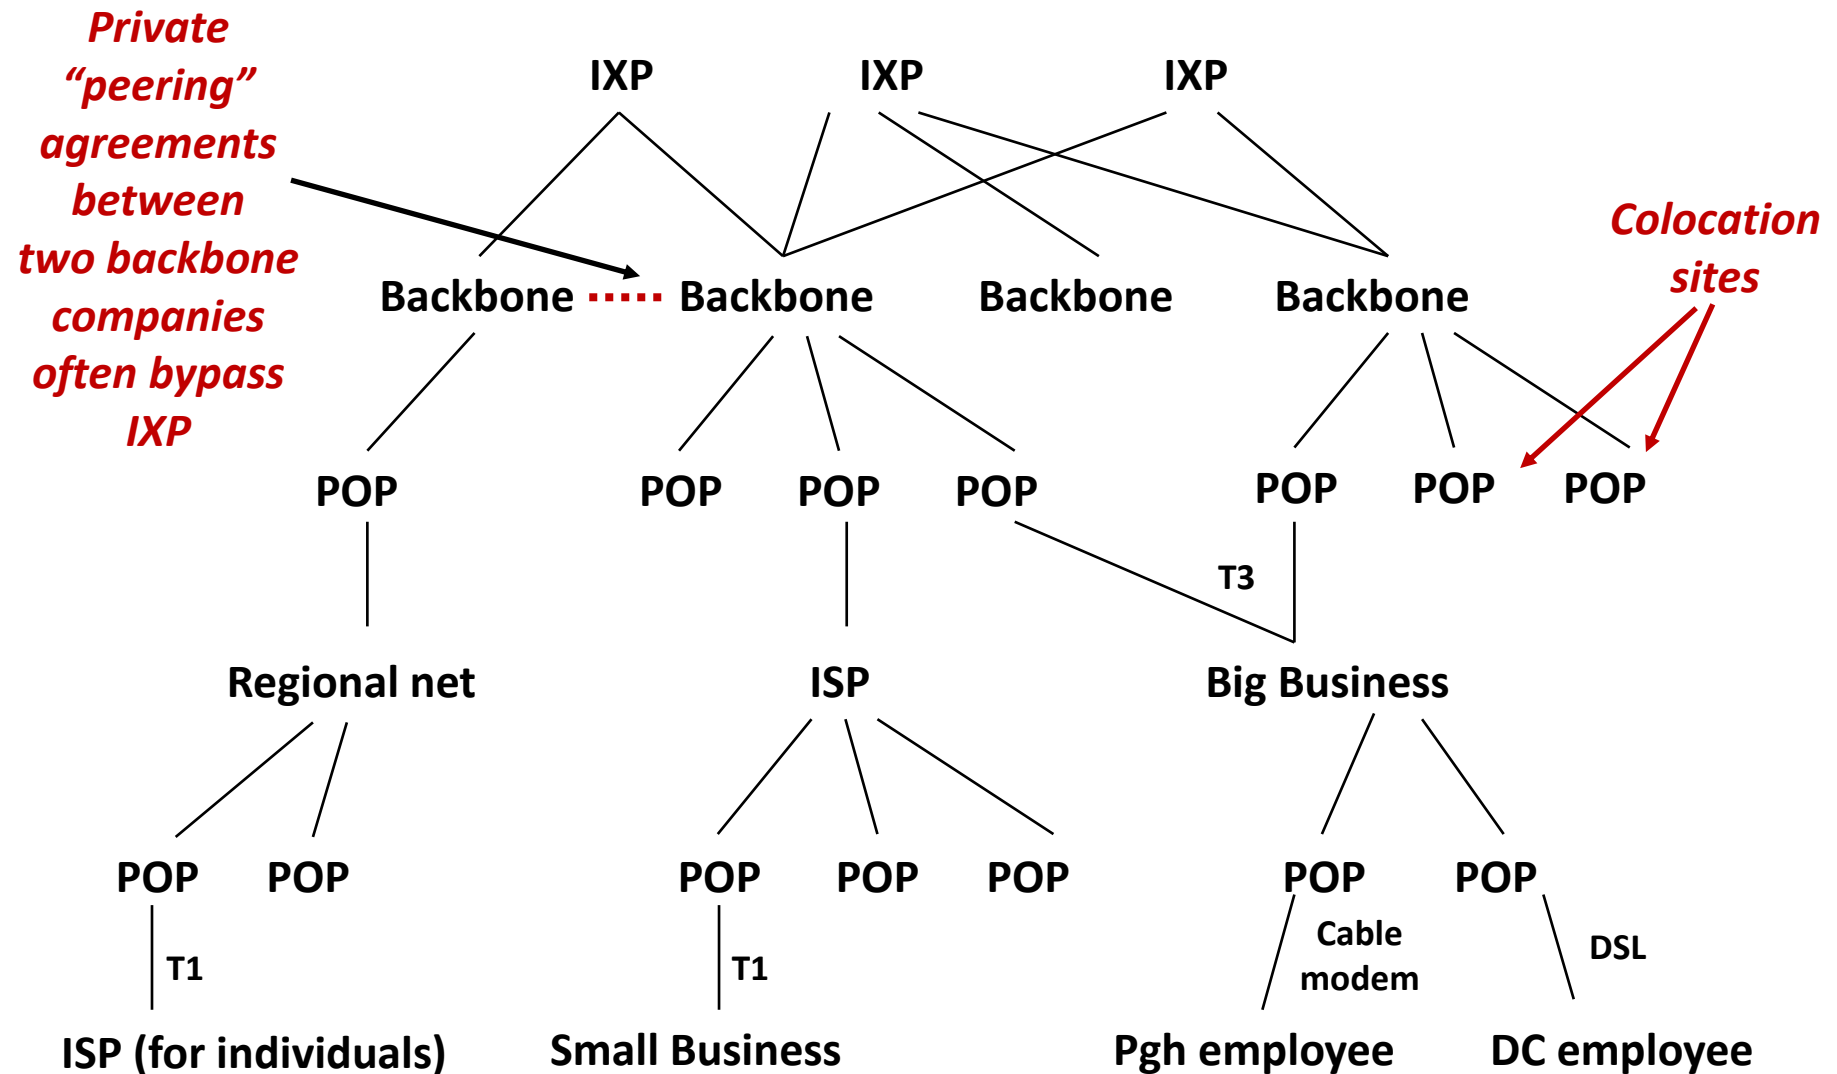 Private
“peering”
agreements
between
two backbone
companies
often bypass
IXP
IXP IXP IXP
Colocation
sites
Backbone Backbone Backbone Backbone
POP POP POP POP POP POP POP
T3
Regional net ISP Big Business
POP POP POP POP POP POP POP
T1 T1
Cable
modem
DSL
ISP (for individuals) Small Business Pgh employee DC employee